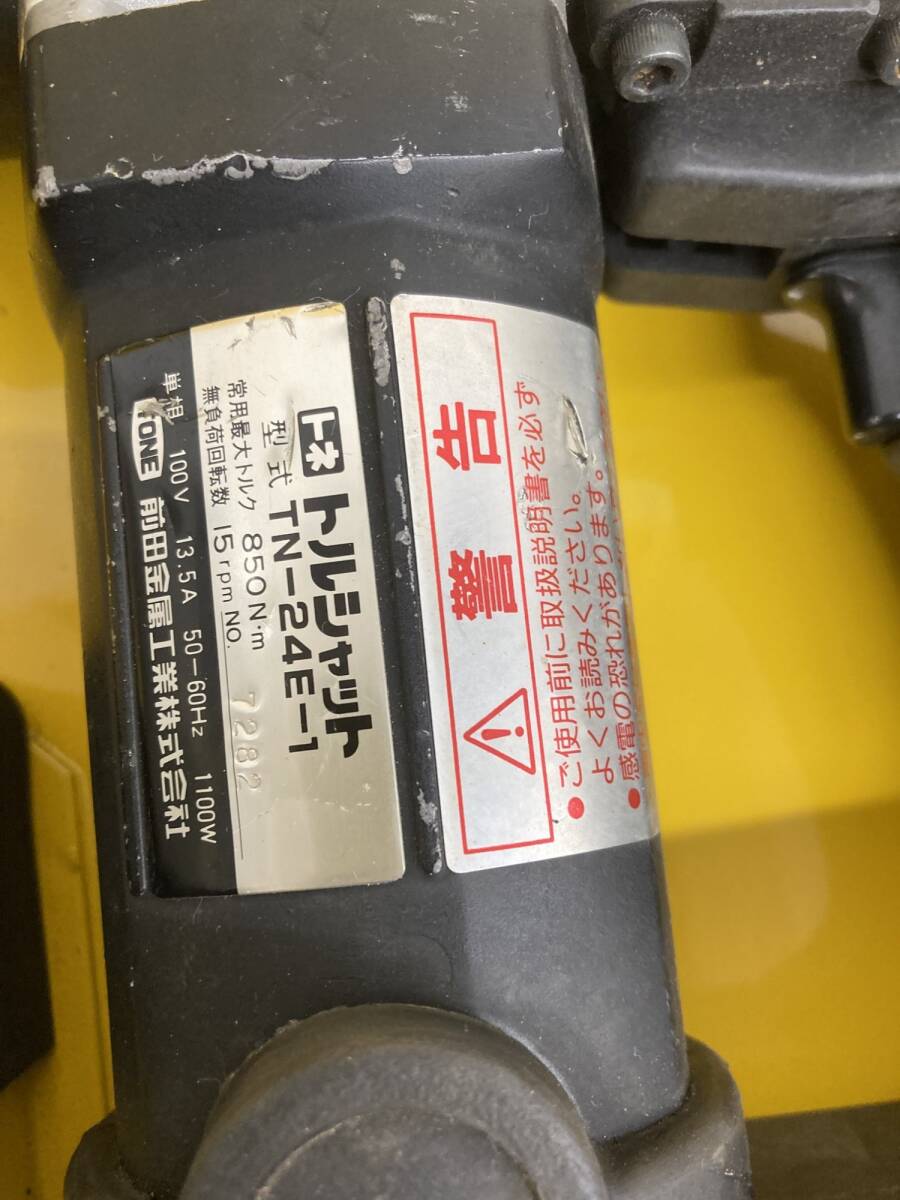 トネ トルシャット
型式 TN-24E-1
常用最大トルク 850N·m
無負荷回転数 15rpm NO. 7282
単相 100V 13.5A 50-60Hz 1100W
TONE 前田金属工業株式会社
警告
●ご使用前に取扱説明書を必ず
よくお読みください。
●感電の恐れがあります。